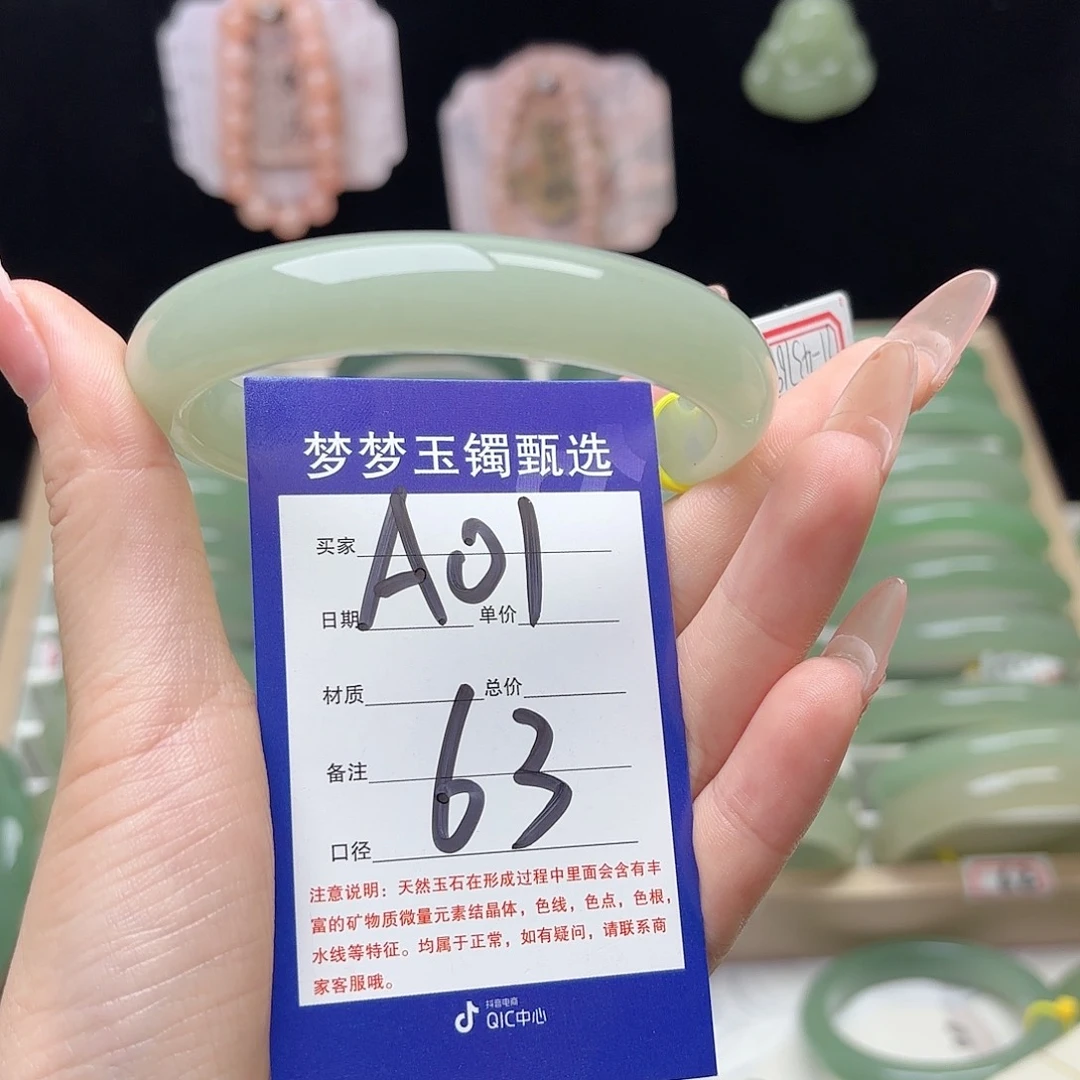 梦梦玉镯甄选
买家
A01
日期 单价
材质 总价
备注
63
口径
注意说明：天然玉石在形成过程中里面会含有丰
富的矿物质微量元素结晶体，色线，色点，色根，
水线等特征。均属于正常，如有疑问，请联系商
家客服哦。
抖音电商
QIC中心